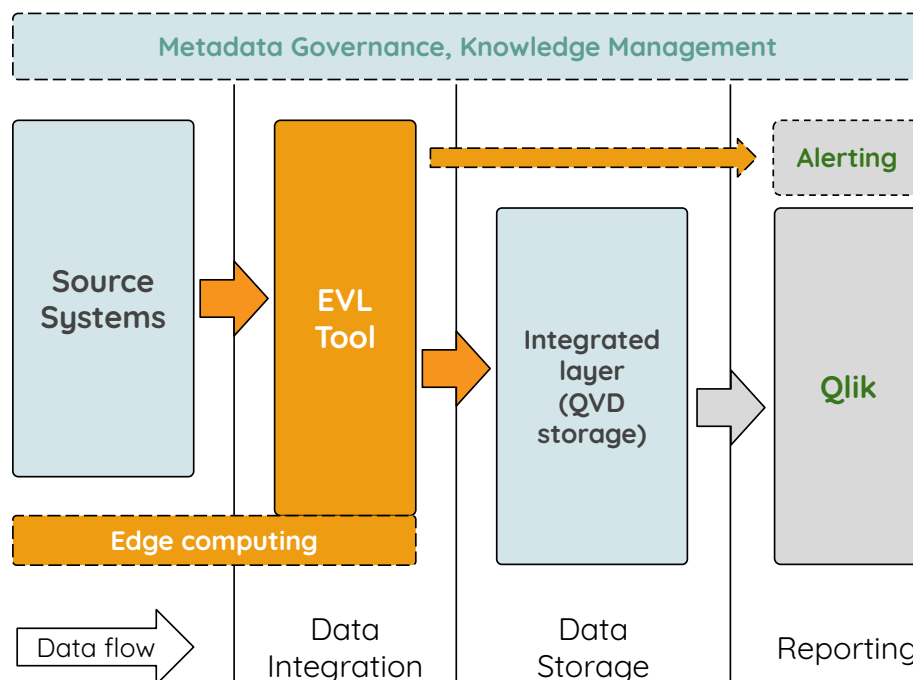 Metadata Governance, Knowledge Management
Source
Systems
EVL
Tool
Alerting
Integrated
layer
(QVD
storage)
Qlik
Edge computing
Data flow
Data
Integration
Data
Storage
Reporting